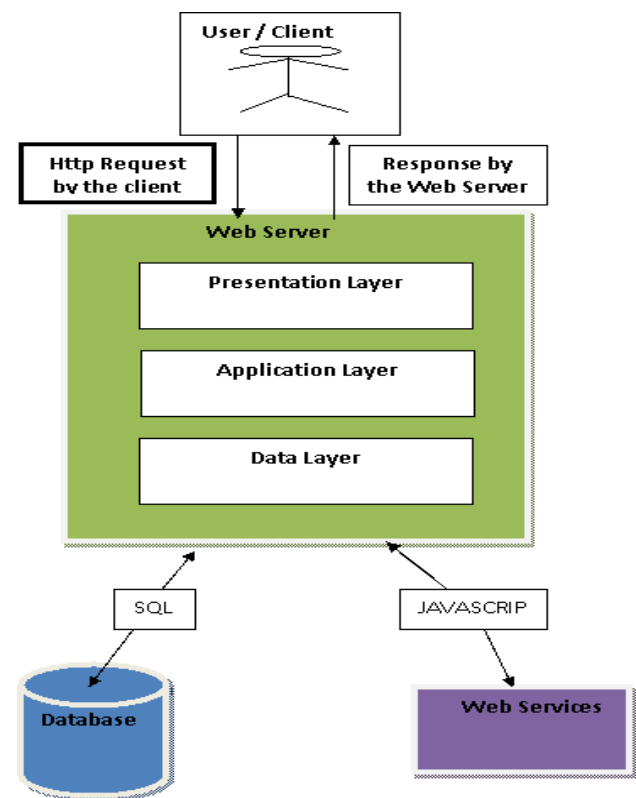 User / Client
Http Request
by the client
Response by
the Web Server
Web Server
Presentation Layer
Application Layer
Data Layer
SQL
JAVASCRIP
Database
Web Services